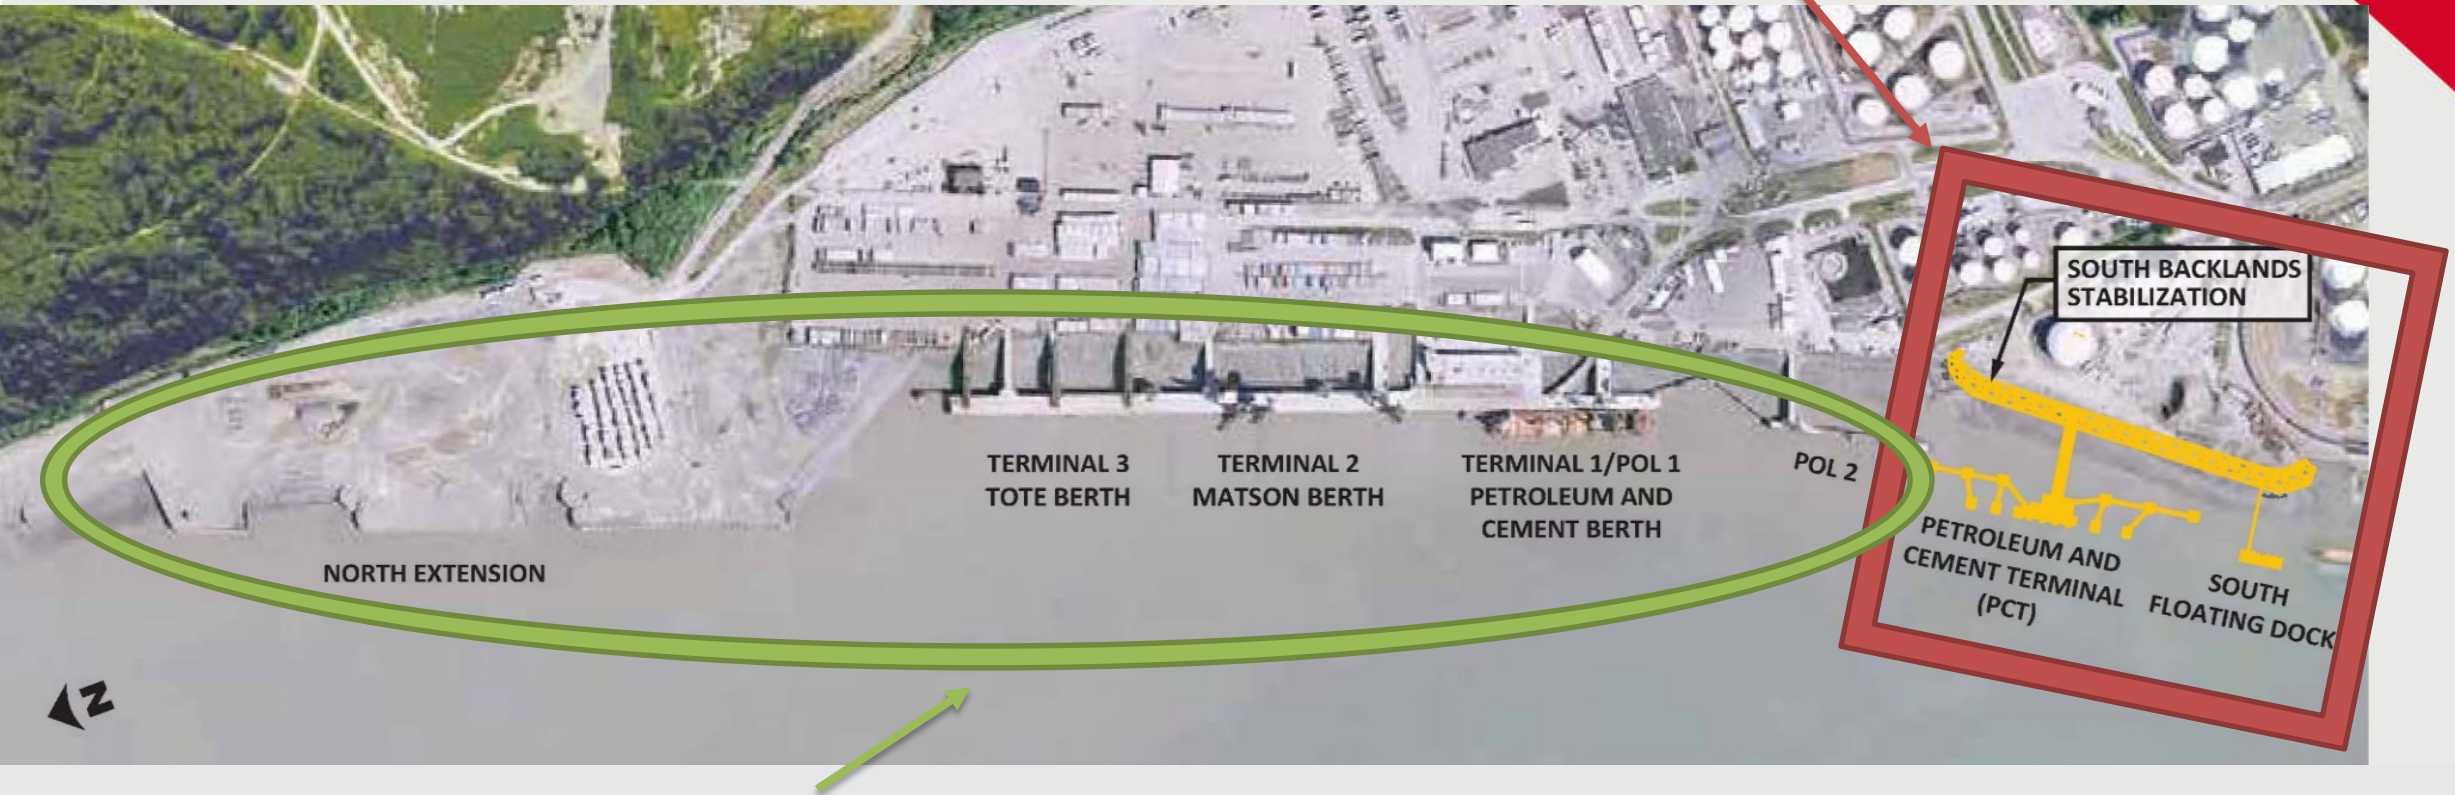 SOUTH BACKLANDS
STABILIZATION
TERMINAL 3
TOTE BERTH
TERMINAL 2
MATSON BERTH
TERMINAL 1/POL 1
PETROLEUM AND
CEMENT BERTH
POL 2
PETROLEUM AND
CEMENT TERMINAL
(PCT)
SOUTH
FLOATING DOCK
NORTH EXTENSION
N